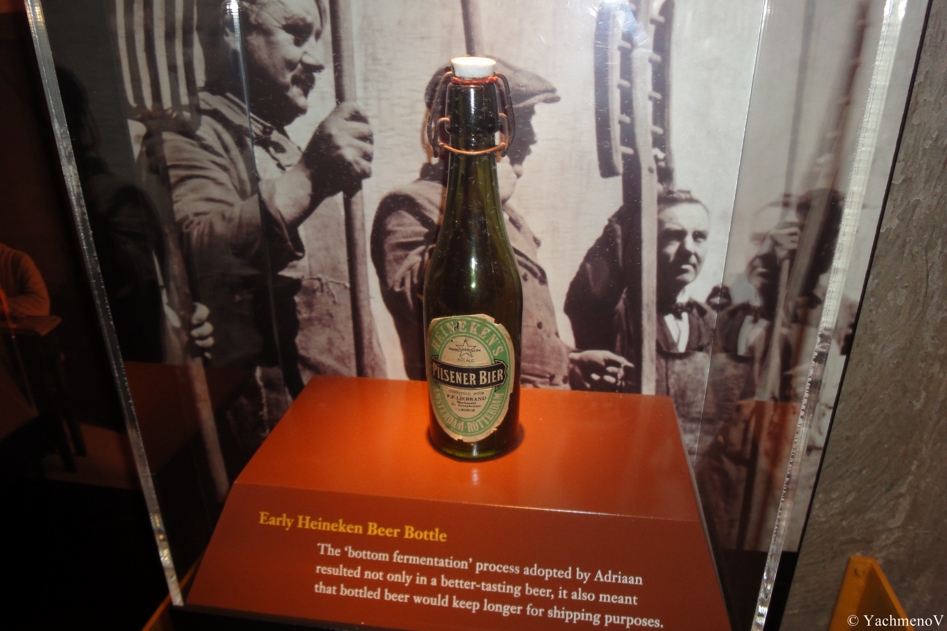 HEINEKEN'S
PILSENER BIER
ROTTERDAM
Early Heineken Beer Bottle
The ‘bottom fermentation’ process adopted by Adriaan
resulted not only in a better-tasting beer, it also meant
that bottled beer would keep longer for shipping purposes.
© YachmenoV